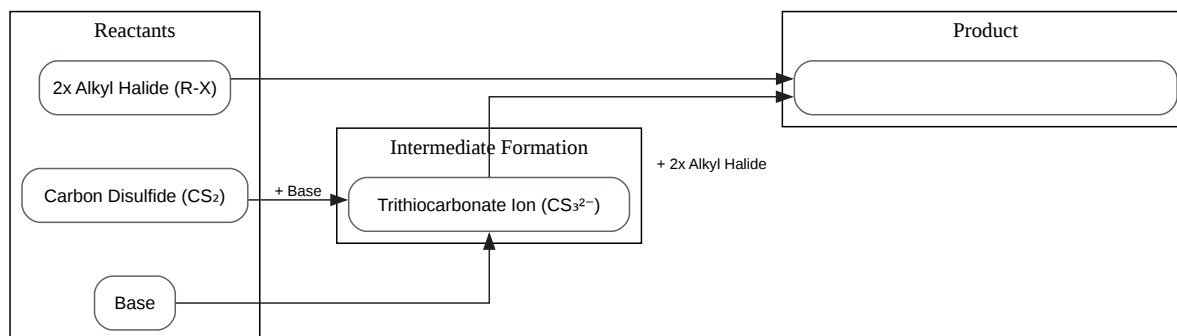 Reactants
Product
2x Alkyl Halide (R-X)
Intermediate Formation
+ 2x Alkyl Halide
Carbon Disulfide (CS₂)
+ Base
Trithiocarbonate Ion (CS₃²⁻)
Base